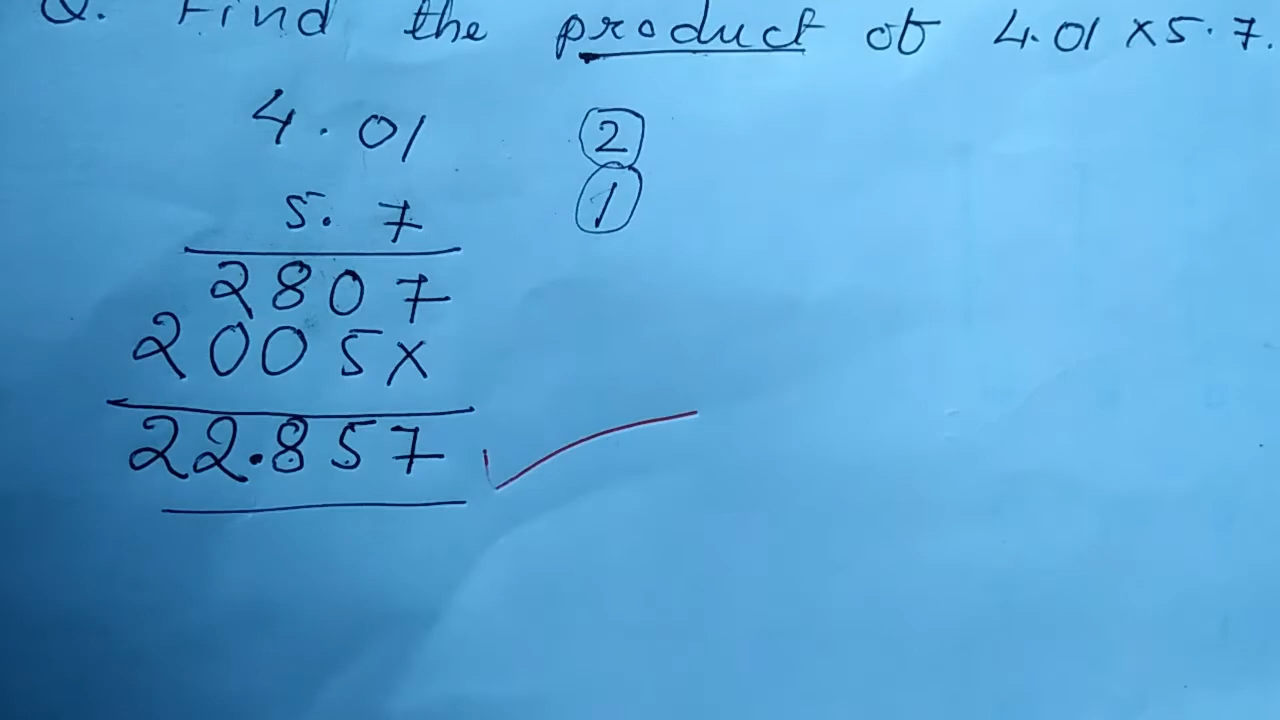 Q. Find the product of 4.01 x 5.7.
4.01 2
5.7 1
2807
2005x
22.857